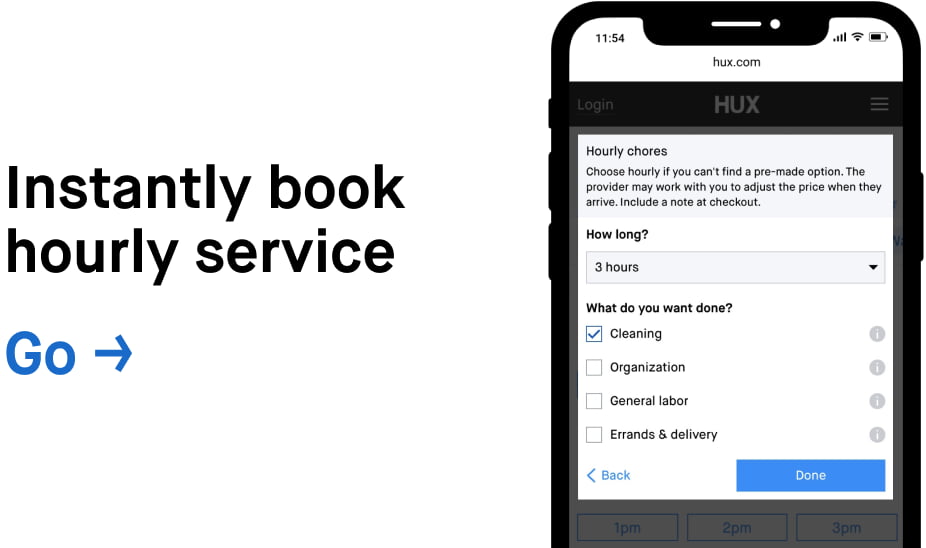 Instantly book
hourly service
Go →
11:54
hux.com
Login
HUX
Hourly chores
Choose hourly if you can't find a pre-made option. The
provider may work with you to adjust the price when they
arrive. Include a note at checkout.
How long?
3 hours
What do you want done?
Cleaning
Organization
General labor
Errands & delivery
Back
Done
1pm
2pm
3pm